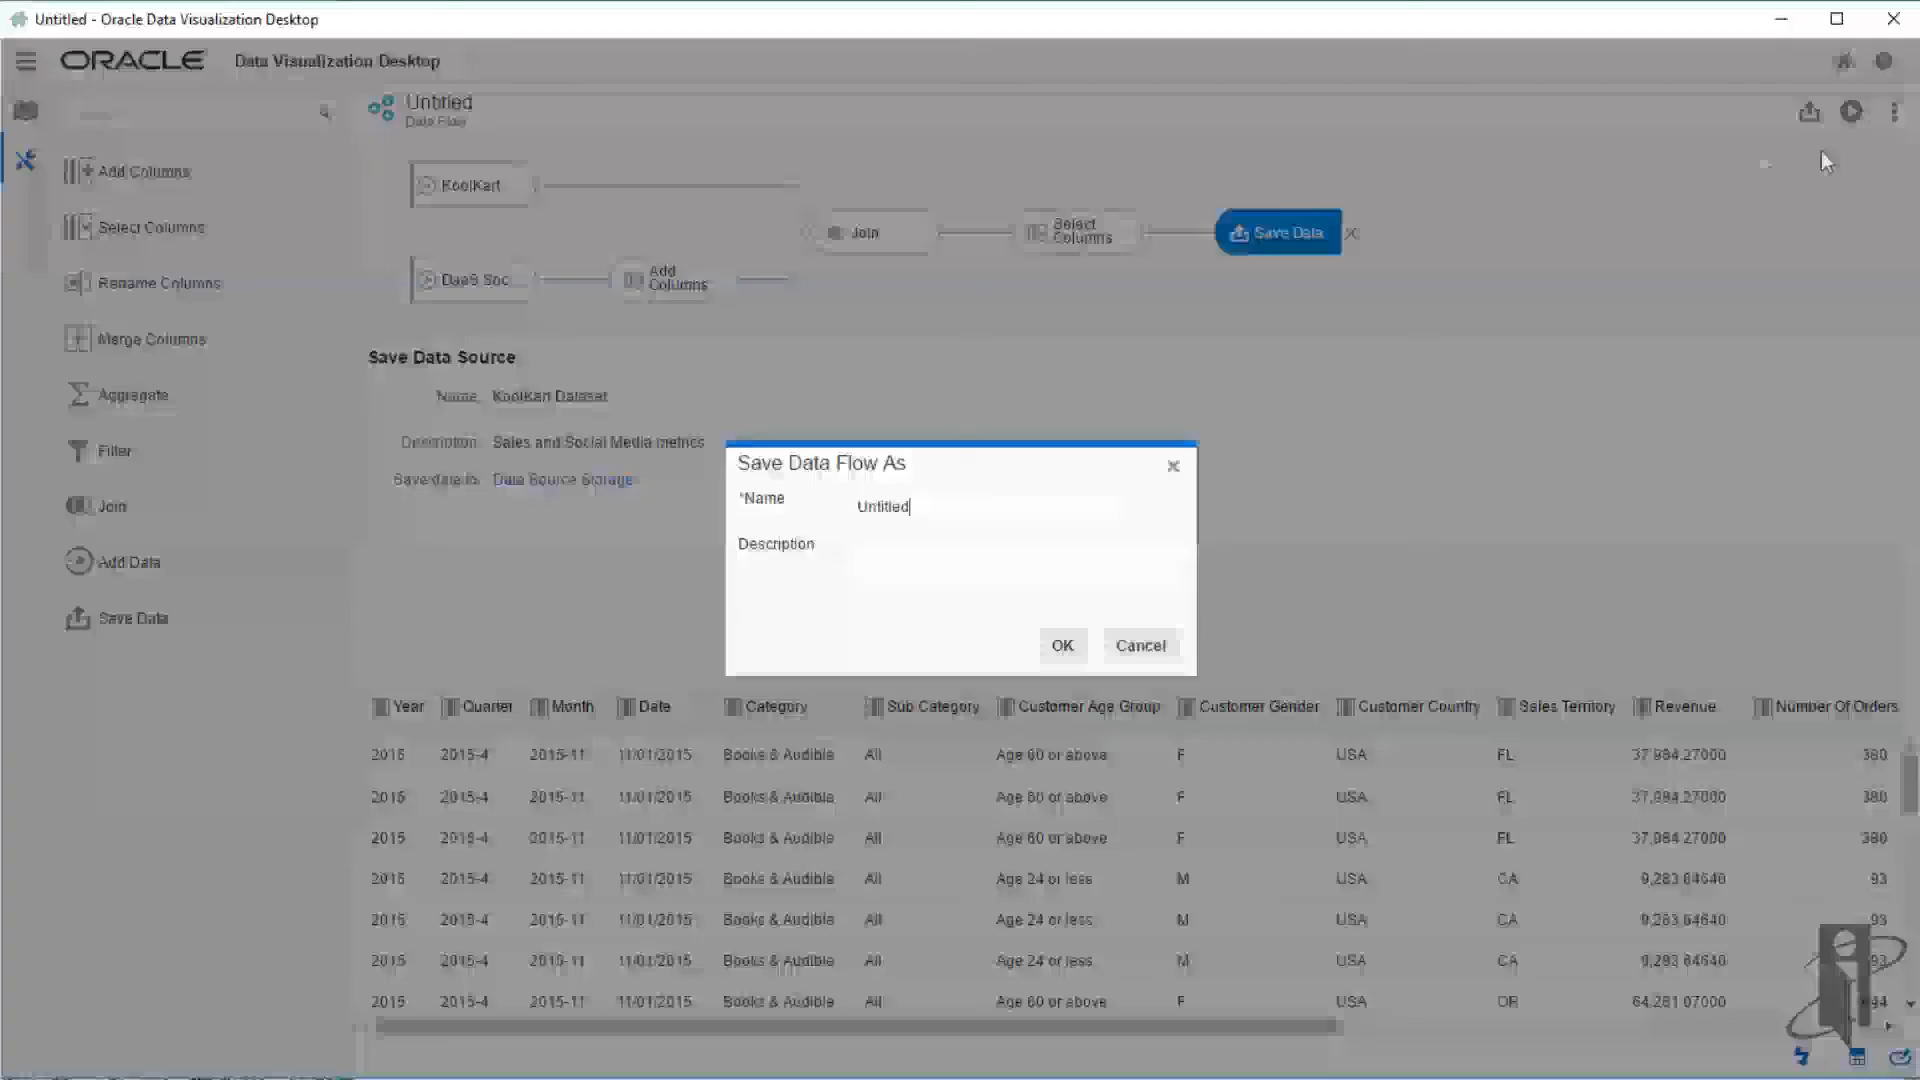 Untitled - Oracle Data Visualization Desktop
ORACLE Data Visualization Desktop
Untitled
Data Flow
Add Columns
Select Columns
Rename Columns
Merge Columns
Aggregate
Filter
Join
Add Data
Save Data
KoolKart
Join
Select
Columns
Save Data
DaaS Soc...
Add
Columns
Save Data Source
Name KoolKart Dataset
Description Sales and Social Media metrics
Save data to Data Source Storage
Save Data Flow As
*Name
Untitled
Description
OK Cancel
Year Quarter Month Date Category Sub Category Customer Age Group Customer Gender Customer Country Sales Territory Revenue Number Of Orders
2015 2015-4 2015-11 11/01/2015 Books & Audible All Age 60 or above F USA FL 37,984.27000 380
2015 2015-4 2015-11 11/01/2015 Books & Audible All Age 60 or above F USA FL 37,984.27000 380
2015 2015-4 2015-11 11/01/2015 Books & Audible All Age 60 or above F USA FL 37,984.27000 380
2015 2015-4 2015-11 11/01/2015 Books & Audible All Age 24 or less M USA CA 9,283.64640 93
2015 2015-4 2015-11 11/01/2015 Books & Audible All Age 24 or less M USA CA 9,283.64640 93
2015 2015-4 2015-11 11/01/2015 Books & Audible All Age 24 or less M USA CA 9,283.64640 93
2015 2015-4 2015-11 11/01/2015 Books & Audible All Age 60 or above F USA OR 64,281.07000